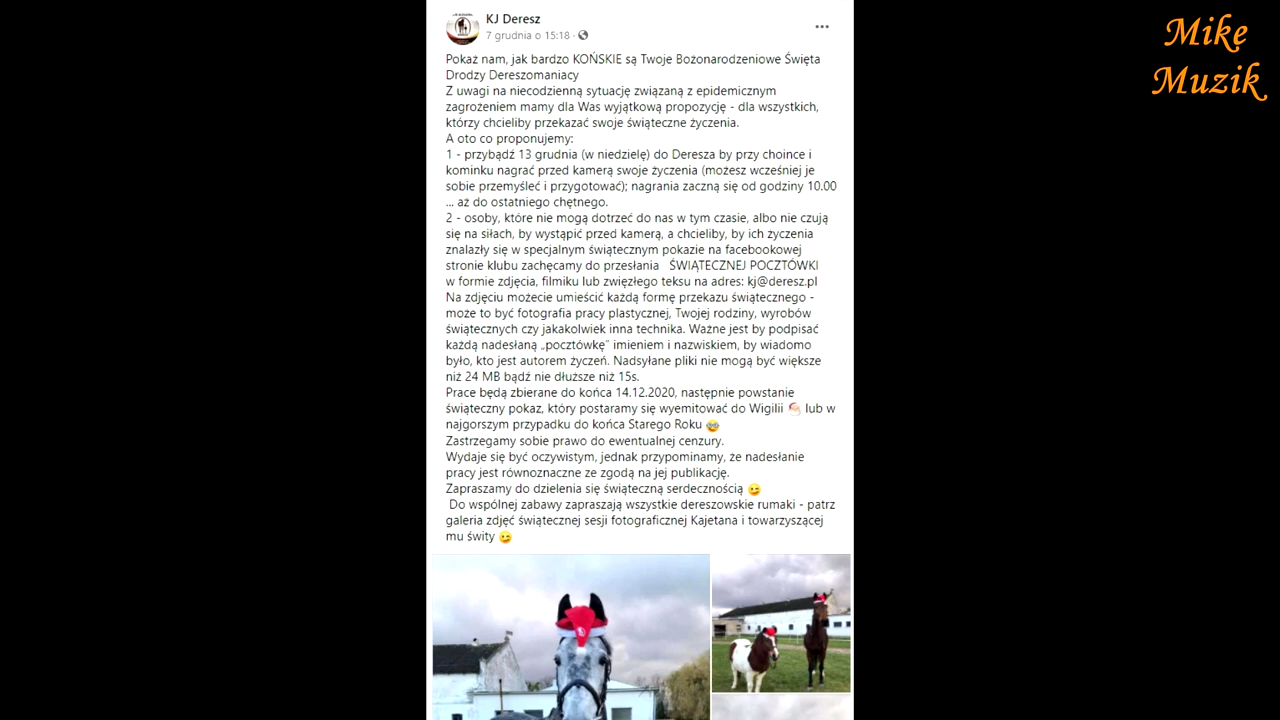 KJ Deresz
7 grudnia o 15:18 ·
Pokaż nam, jak bardzo KOŃSKIE są Twoje Bożonarodzeniowe Święta
Drodzy Dereszomaniacy
Z uwagi na niecodzienną sytuację związaną z epidemicznym
zagrożeniem mamy dla Was wyjątkową propozycję - dla wszystkich,
którzy chcieliby przekazać swoje świąteczne życzenia.
A oto co proponujemy:
1 - przybądź 13 grudnia (w niedzielę) do Deresza by przy choince i
kominku nagrać przed kamerą swoje życzenia (możesz wcześniej je
sobie przemyśleć i przygotować); nagrania zaczną się od godziny 10.00
... aż do ostatniego chętnego.
2 - osoby, które nie mogą dotrzeć do nas w tym czasie, albo nie czują
się na siłach, by wystąpić przed kamerą, a chcieliby, by ich zyczenia
znalazły się w specjalnym świątecznym pokazie na facebookowej
stronie klubu zachęcamy do przesłania ŚWIĄTECZNEJ POCZTÓWKI
w formie zdjęcia, filmiku lub zwięzłego teksu na adres: kj@deresz.pl
Na zdjęciu możecie umieścić każdą formę przekazu świątecznego -
może to być fotografia pracy plastycznej, Twojej rodziny, wyrobów
świątecznych czy jakakolwiek inna technika. Ważne jest by podpisać
każdą nadesłaną „pocztówkę" imieniem i nazwiskiem, by wiadomo
było, kto jest autorem życzeń. Nadsyłane pliki nie mogą być większe
niż 24 MB bądź nie dłuższe niż 15s.
Prace będą zbierane do końca 14.12.2020, następnie powstanie
świąteczny pokaz, który postaramy się wyemitować do Wigilii 🎅 lub w
najgorszym przypadku do końca Starego Roku 🥸
Zastrzegamy sobie prawo do ewentualnej cenzury.
Wydaje się być oczywistym, jednak przypominamy, że nadesłanie
pracy jest równoznaczne ze zgodą na jej publikację.
Zapraszamy do dzielenia się świąteczną serdecznością 😉
Do wspólnej zabawy zapraszają wszystkie dereszowskie rumaki - patrz
galeria zdjęć świątecznej sesji fotograficznej Kajetana i towarzyszącej
mu świty 😉
Mike
Muzik